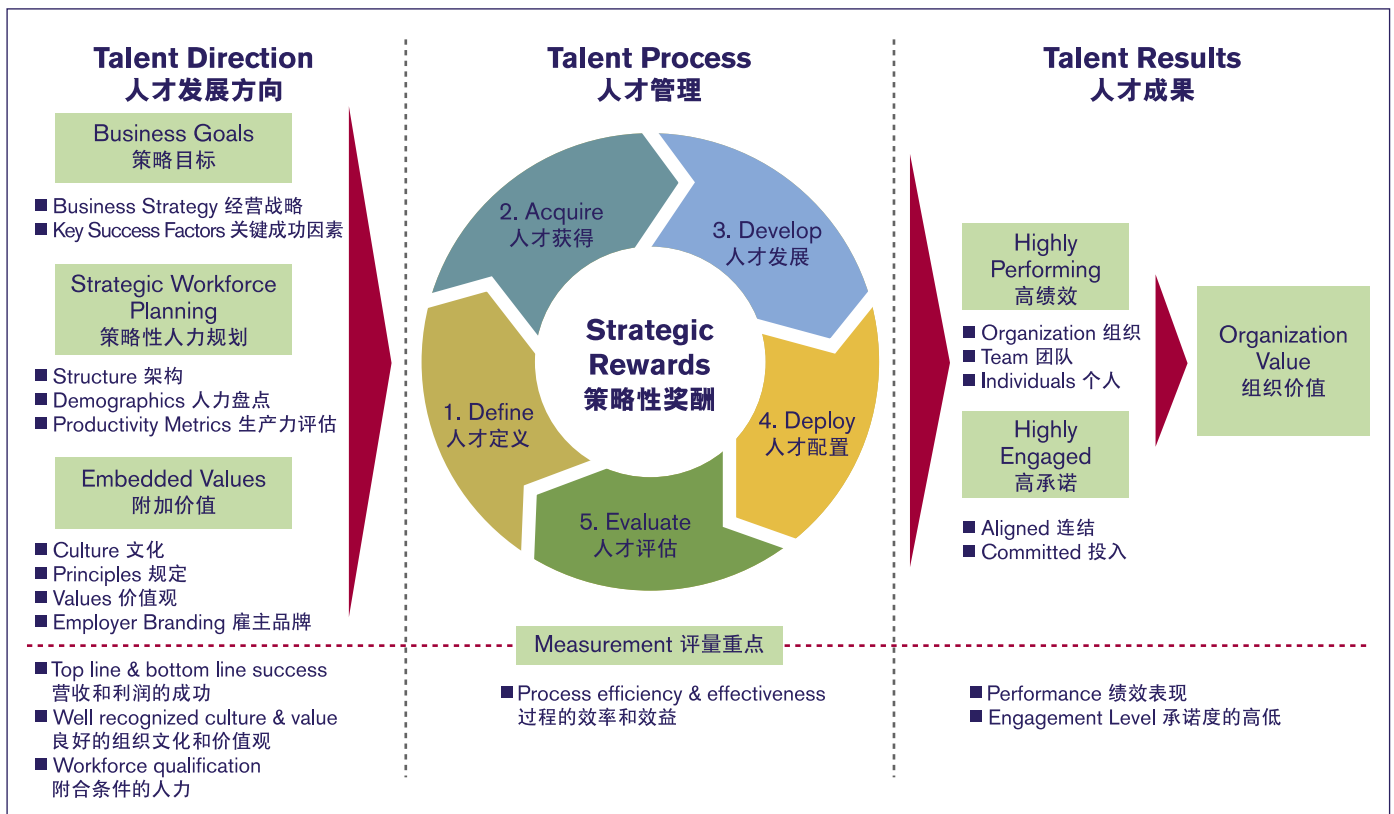 Talent Direction
人才发展方向
Business Goals
策略目标
■ Business Strategy 经营战略
■ Key Success Factors 关键成功因素
Strategic Workforce
Planning
策略性人力规划
■ Structure 架构
■ Demographics 人力盘点
■ Productivity Metrics 生产力评估
Embedded Values
附加价值
■ Culture 文化
■ Principles 规定
■ Values 价值观
■ Employer Branding 雇主品牌
■ Top line & bottom line success
营收和利润的成功
■ Well recognized culture & value
良好的组织文化和价值观
■ Workforce qualification
附合条件的人力
Talent Process
人才管理
2. Acquire
人才获得
3. Develop
人才发展
Strategic
Rewards
策略性奖酬
1. Define
人才定义
4. Deploy
人才配置
5. Evaluate
人才评估
Measurement 评量重点
■ Process efficiency & effectiveness
过程的效率和效益
Talent Results
人才成果
Highly
Performing
高绩效
■ Organization 组织
■ Team 团队
■ Individuals 个人
Highly
Engaged
高承诺
■ Aligned 连结
■ Committed 投入
Organization
Value
组织价值
■ Performance 绩效表现
■ Engagement Level 承诺度的高低